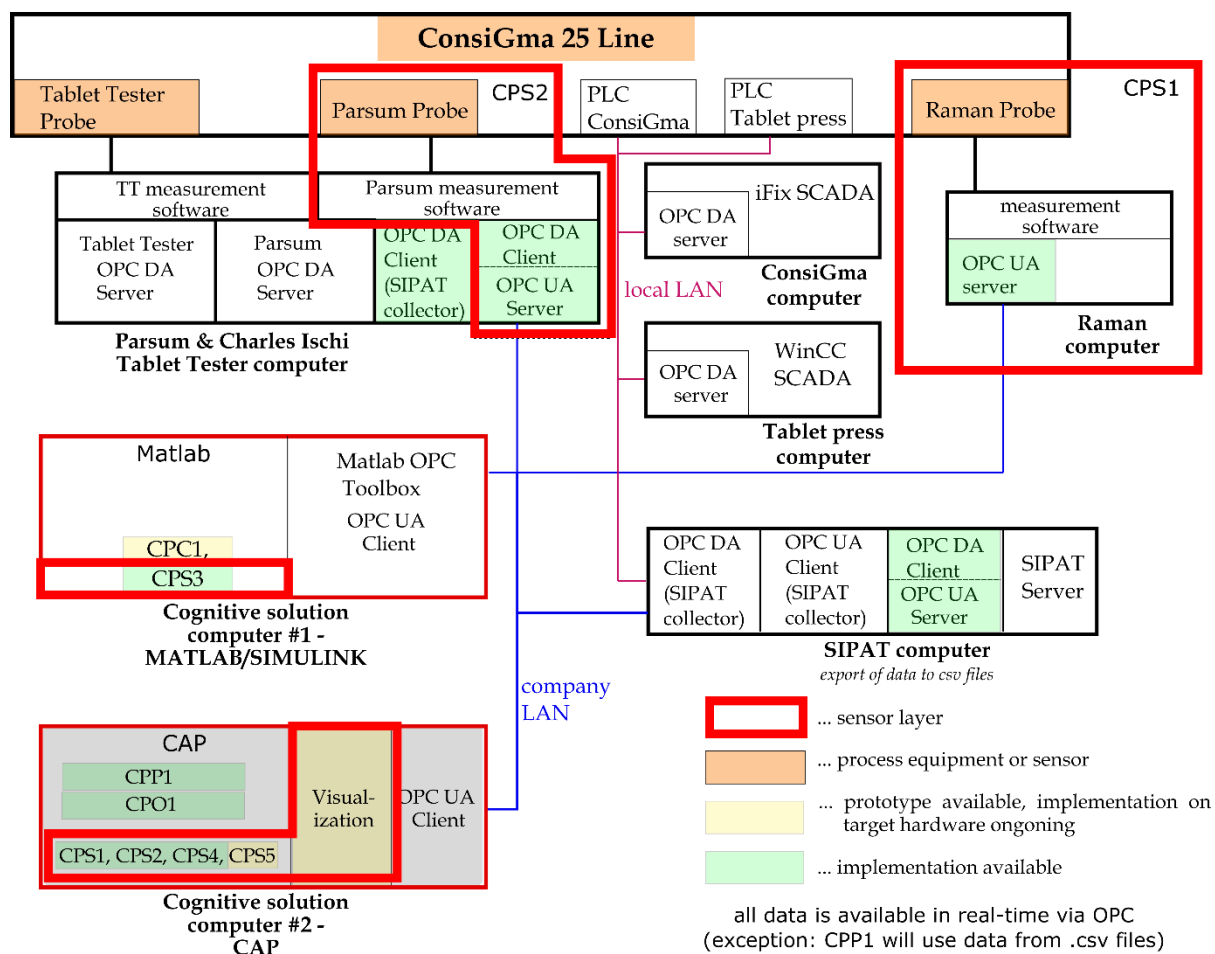 ConsiGma 25 Line
Tablet Tester
Probe
Parsum Probe
CPS2
PLC
ConsiGma
PLC
Tablet press
Raman Probe
CPS1
TT measurement
software
Parsum measurement
software
Tablet Tester
OPC DA
Server
Parsum
OPC DA
Server
OPC DA
Client
(SIPAT
collector)
OPC DA
Client
OPC UA
Server
Parsum & Charles Ischi
Tablet Tester computer
local LAN
iFix SCADA
OPC DA
server
ConsiGma
computer
WinCC
SCADA
OPC DA
server
Tablet press
computer
measurement
software
OPC UA
server
Raman
computer
Matlab
CPC1,
CPS3
Matlab OPC
Toolbox
OPC UA
Client
Cognitive solution
computer #1 -
MATLAB/SIMULINK
OPC DA
Client
(SIPAT
collector)
OPC UA
Client
(SIPAT
collector)
OPC DA
Client
OPC UA
Server
SIPAT
Server
SIPAT computer
export of data to csv files
company
LAN
CAP
CPP1
CPO1
CPS1, CPS2, CPS4, CPS5
Visual-
ization
OPC UA
Client
Cognitive solution
computer #2 -
CAP
... sensor layer
... process equipment or sensor
... prototype available, implementation on
target hardware ongoning
... implementation available
all data is available in real-time via OPC
(exception: CPP1 will use data from .csv files)